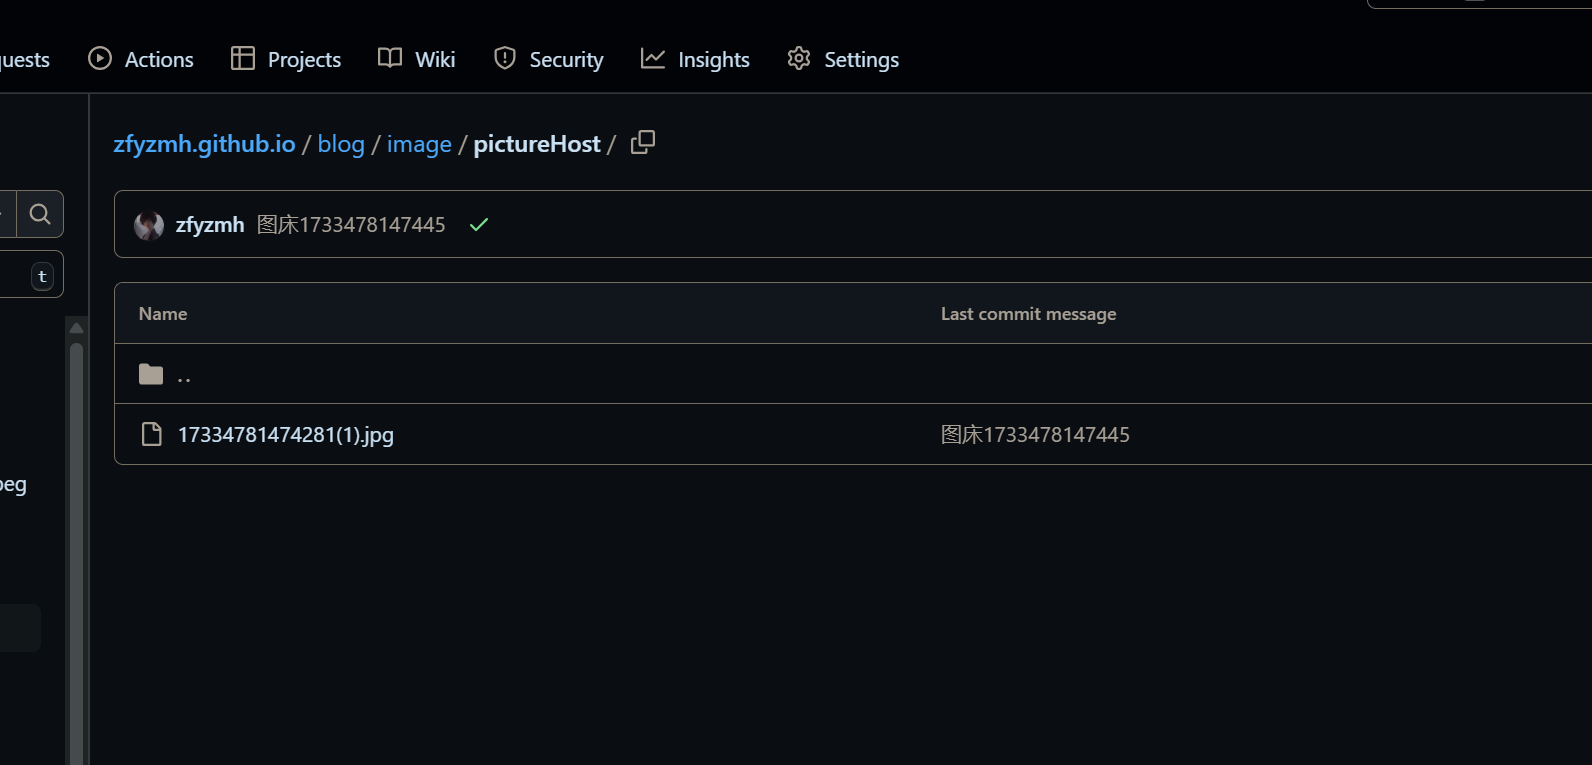 Actions Projects Wiki Security Insights Settings
zfyzmh.github.io / blog / image / pictureHost /
zfyzmh 图床1733478147445
t
Name Last commit message
..
17334781474281(1).jpg 图床1733478147445